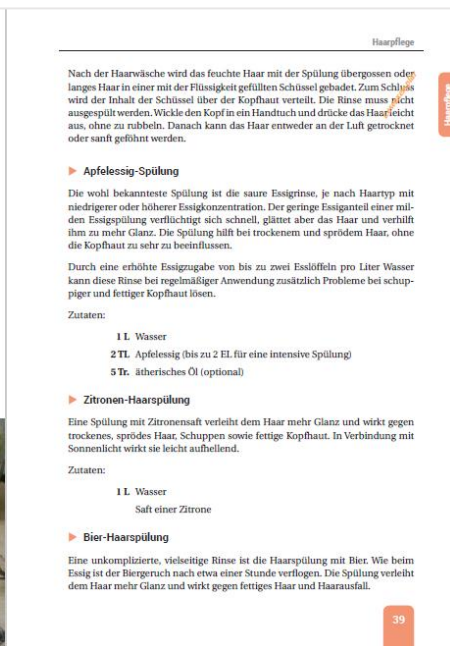 Haarpflege
Nach der Haarwäsche wird das feuchte Haar mit der Spülung übergossen oder
langes Haar in einer mit der Flüssigkeit gefüllten Schüssel gebadet. Zum Schluss
wird der Inhalt der Schüssel über der Kopfhaut verteilt. Die Rinse muss nicht
ausgespült werden. Wickle den Kopf in ein Handtuch und drücke das Haar leicht
aus, ohne zu rubbeln. Danach kann das Haar entweder an der Luft getrocknet
oder sanft geföhnt werden.
Haarpflege
Apfelessig-Spülung
Die wohl bekannteste Spülung ist die saure Essigrinse, je nach Haartyp mit
niedrigerer oder höherer Essigkonzentration. Der geringe Essiganteil einer mil-
den Essigspülung verflüchtigt sich schnell, glättet aber das Haar und verhilft
ihm zu mehr Glanz. Die Spülung hilft bei trockenem und sprödem Haar, ohne
die Kopfhaut zu sehr zu beeinflussen.
Durch eine erhöhte Essigzugabe von bis zu zwei Esslöffeln pro Liter Wasser
kann diese Rinse bei regelmäßiger Anwendung zusätzlich Probleme bei schup-
piger und fettiger Kopfhaut lösen.
Zutaten:
1 L Wasser
2 TL Apfelessig (bis zu 2 EL für eine intensive Spülung)
5 Tr. ätherisches Öl (optional)
Zitronen-Haarspülung
Eine Spülung mit Zitronensaft verleiht dem Haar mehr Glanz und wirkt gegen
trockenes, sprödes Haar, Schuppen sowie fettige Kopfhaut. In Verbindung mit
Sonnenlicht wirkt sie leicht aufhellend.
Zutaten:
1 L Wasser
Saft einer Zitrone
Bier-Haarspülung
Eine unkomplizierte, vielseitige Rinse ist die Haarspülung mit Bier. Wie beim
Essig ist der Biergeruch nach etwa einer Stunde verflogen. Die Spülung verleiht
dem Haar mehr Glanz und wirkt gegen fettiges Haar und Haarausfall.
39